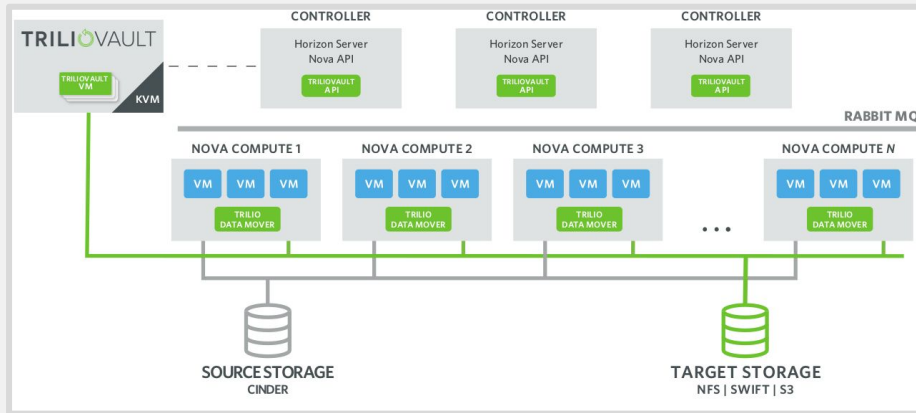 TRILIOVAULT
TRILIOVAULT
VM
KVM
CONTROLLER
Horizon Server
Nova API
TRILIOVAULT
API
CONTROLLER
Horizon Server
Nova API
TRILIOVAULT
API
CONTROLLER
Horizon Server
Nova API
TRILIOVAULT
API
RABBIT MQ
NOVA COMPUTE 1
VM VM VM
TRILIO
DATA MOVER
NOVA COMPUTE 2
VM VM VM
TRILIO
DATA MOVER
NOVA COMPUTE 3
VM VM VM
TRILIO
DATA MOVER
...
NOVA COMPUTE N
VM VM VM
TRILIO
DATA MOVER
SOURCE STORAGE
CINDER
TARGET STORAGE
NFS | SWIFT | S3